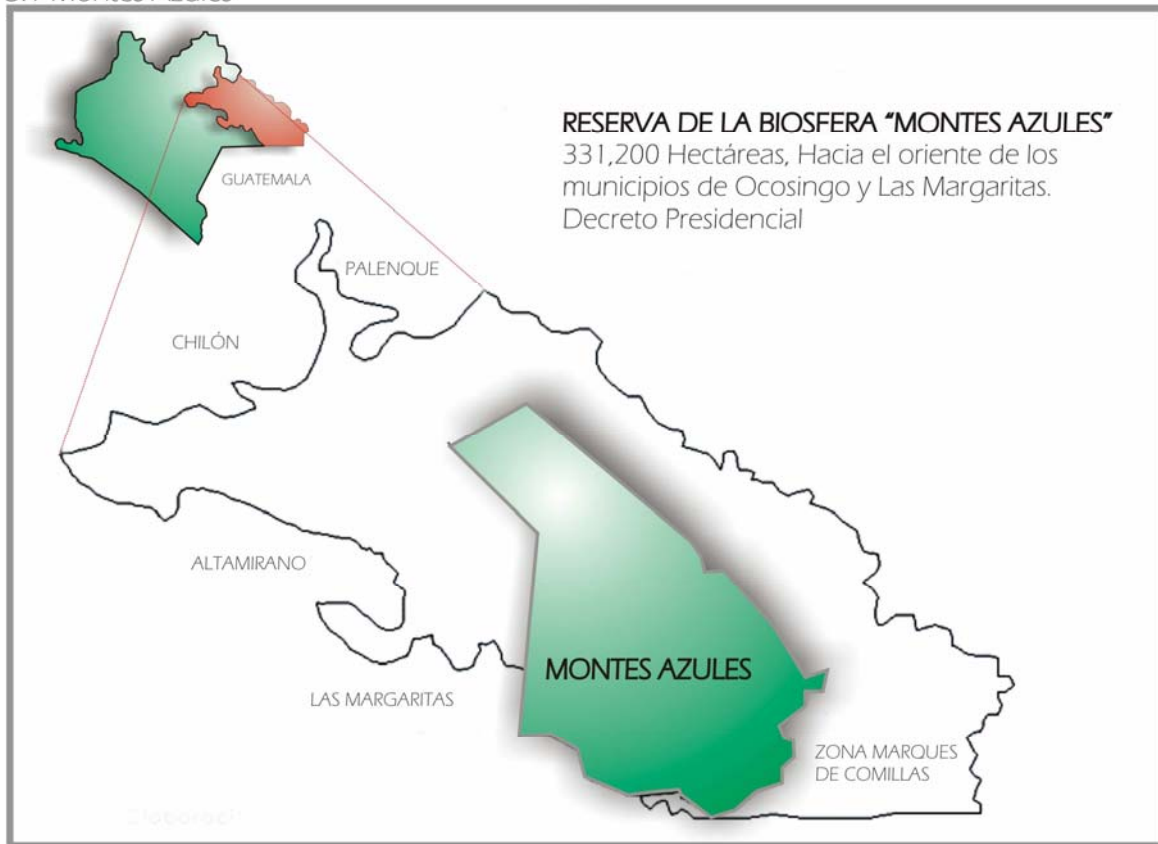 RESERVA DE LA BIOSFERA “MONTES AZULES”
331,200 Hectáreas, Hacia el oriente de los
municipios de Ocosingo y Las Margaritas.
Decreto Presidencial
GUATEMALA
PALENQUE
CHILÓN
ALTAMIRANO
MONTES AZULES
LAS MARGARITAS
ZONA MARQUES
DE COMILLAS